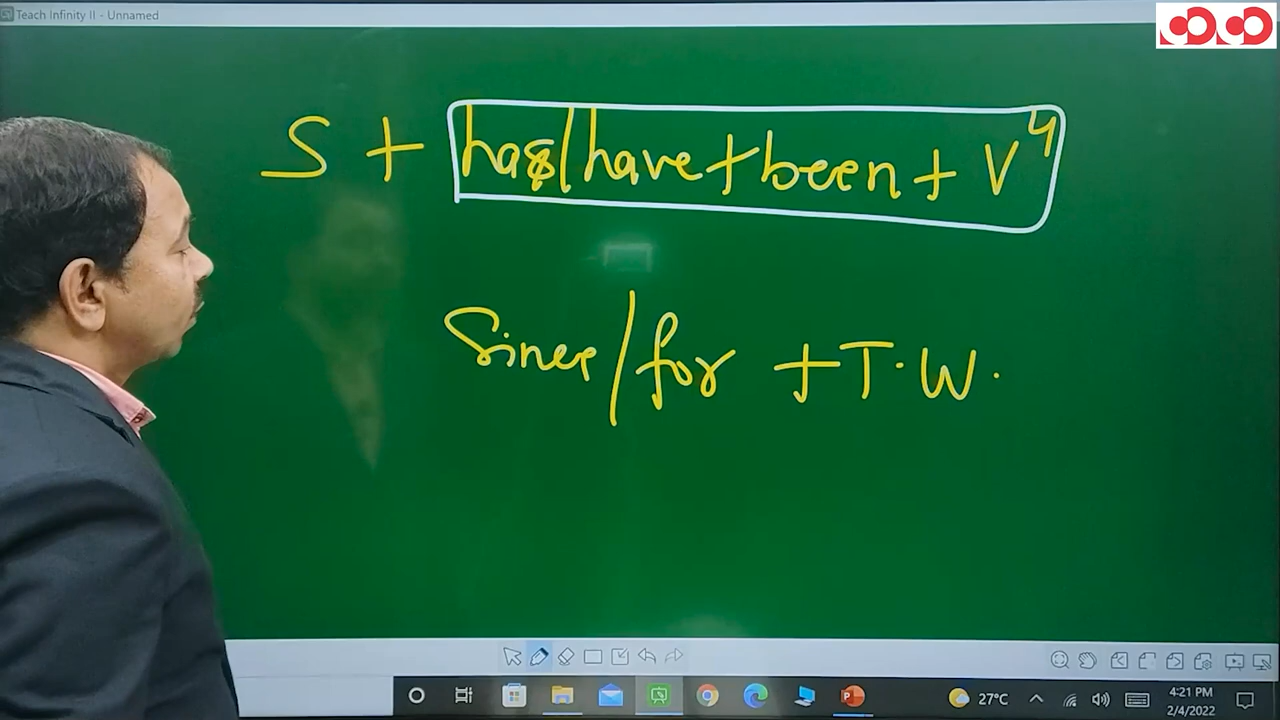 Teach Infinity II - Unnamed
S + has/have + been + V⁴
Since/for + T.W.
27°C
4:21 PM
2/4/2022